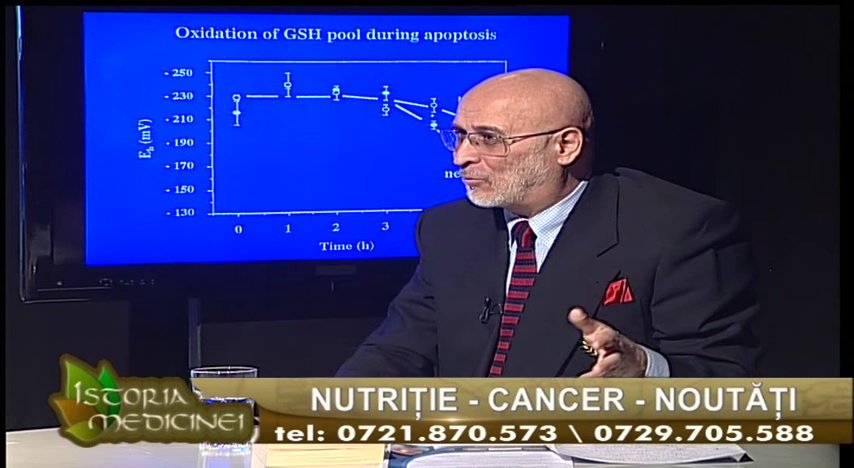 Oxidation of GSH pool during apoptosis
- 250
- 230
- 210
- 190
- 170
- 150
- 130
Eh (mV)
0 1 2 3
Time (h)
ISTORIA
MEDICINEI
NUTRIȚIE - CANCER - NOUTĂȚI
tel: 0721.870.573 \ 0729.705.588